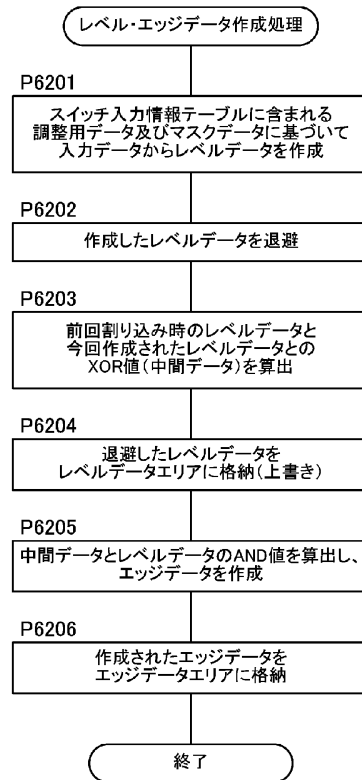 レベル・エッジデータ作成処理
P6201
スイッチ入力情報テーブルに含まれる
調整用データ及びマスクデータに基づいて
入力データからレベルデータを作成
P6202
作成したレベルデータを退避
P6203
前回割り込み時のレベルデータと
今回作成されたレベルデータとの
XOR値(中間データ)を算出
P6204
退避したレベルデータを
レベルデータエリアに格納(上書き)
P6205
中間データとレベルデータのAND値を算出し、
エッジデータを作成
P6206
作成されたエッジデータを
エッジデータエリアに格納
終了